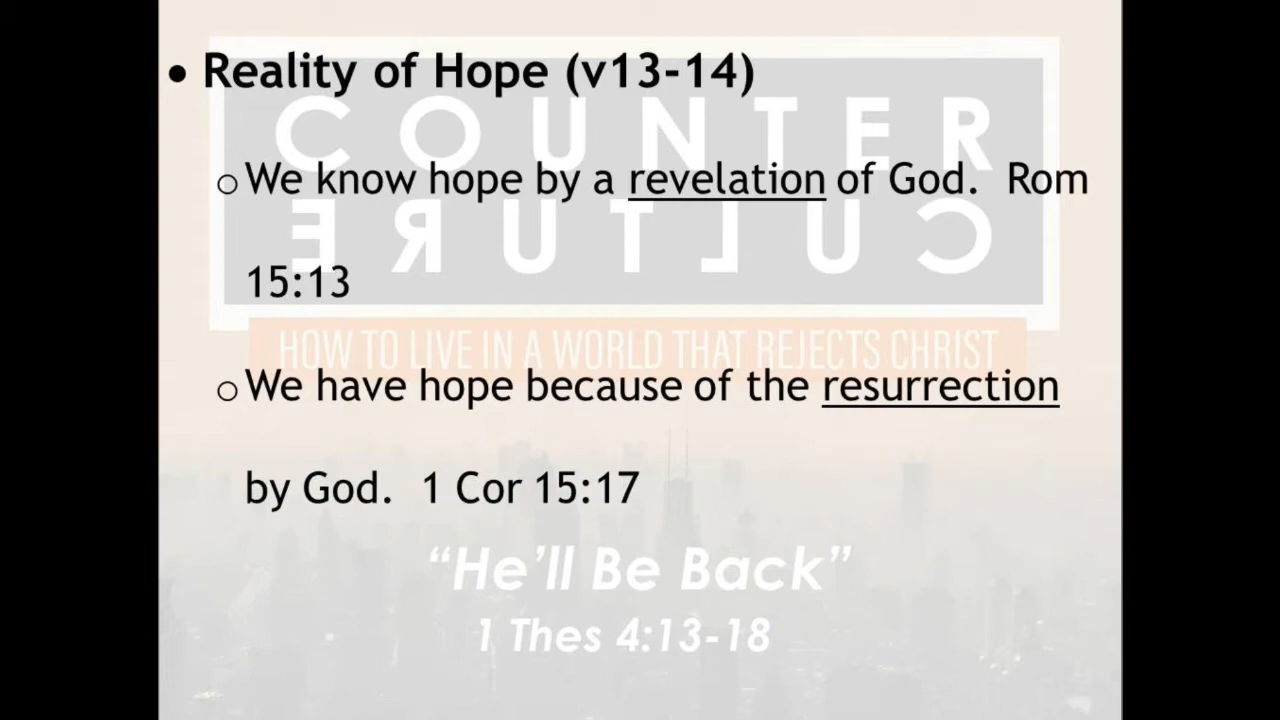 • Reality of Hope (v13-14)
COUNTER
○ We know hope by a revelation of God. Rom
CULTURE
15:13
HOW TO LIVE IN A WORLD THAT REJECTS CHRIST
○ We have hope because of the resurrection
by God. 1 Cor 15:17
“He’ll Be Back”
1 Thes 4:13-18